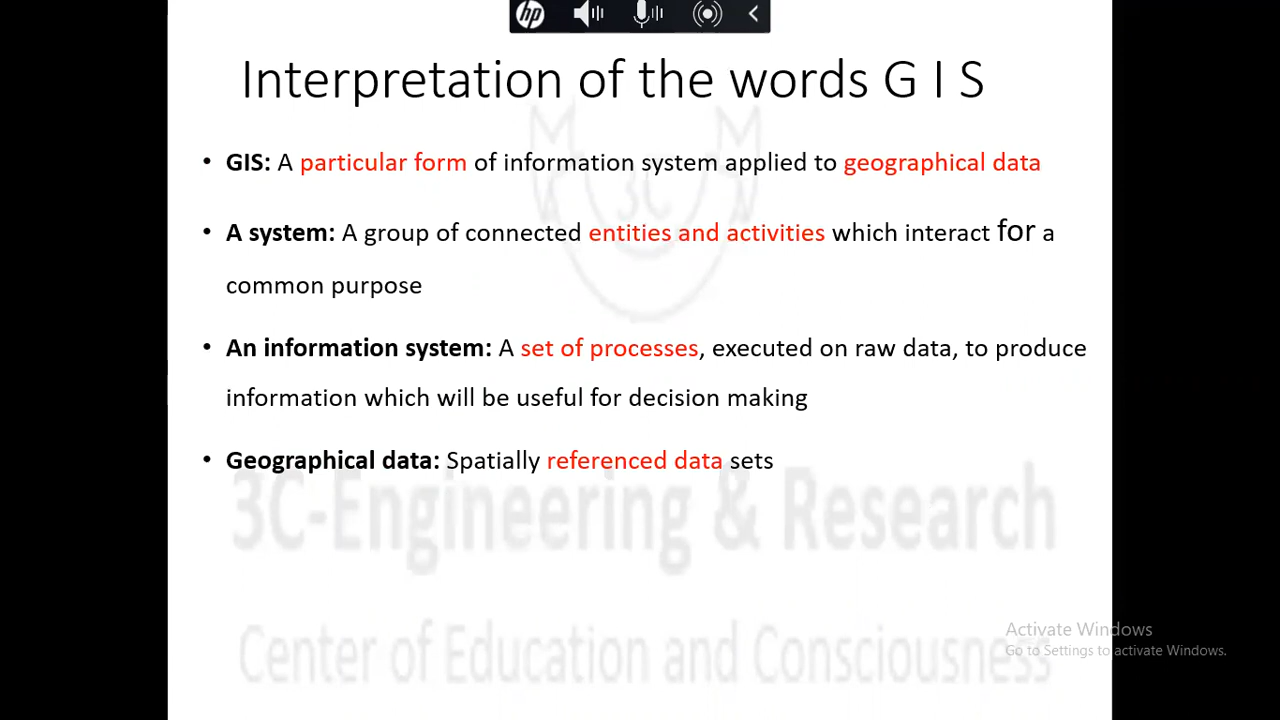 hp
Interpretation of the words G I S
• GIS: A particular form of information system applied to geographical data
• A system: A group of connected entities and activities which interact for a
common purpose
• An information system: A set of processes, executed on raw data, to produce
information which will be useful for decision making
• Geographical data: Spatially referenced data sets
3C
3C-Engineering & Research
Center of Education and Consciousness
Activate Windows
Go to Settings to activate Windows.